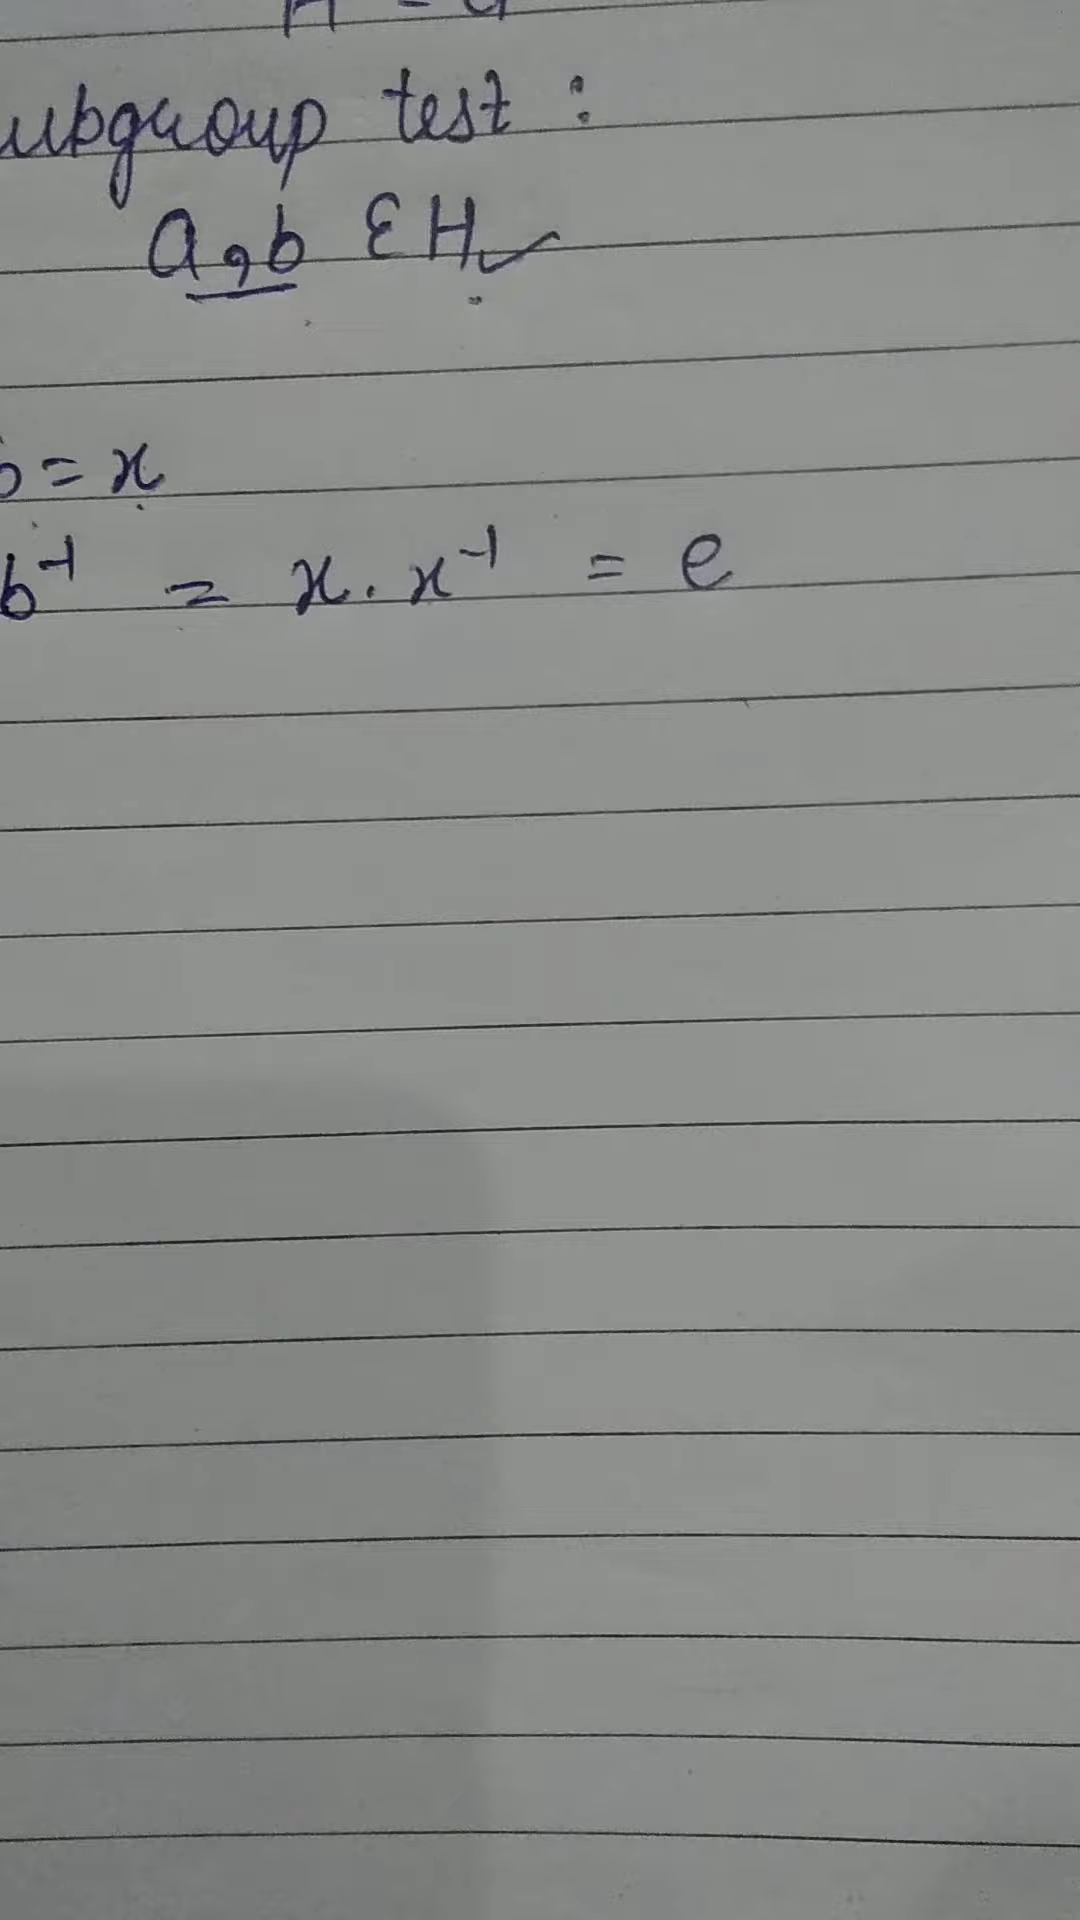 ubgroup test :
a, b ∈ H ✓
b = x
b⁻¹ = x . x⁻¹ = e